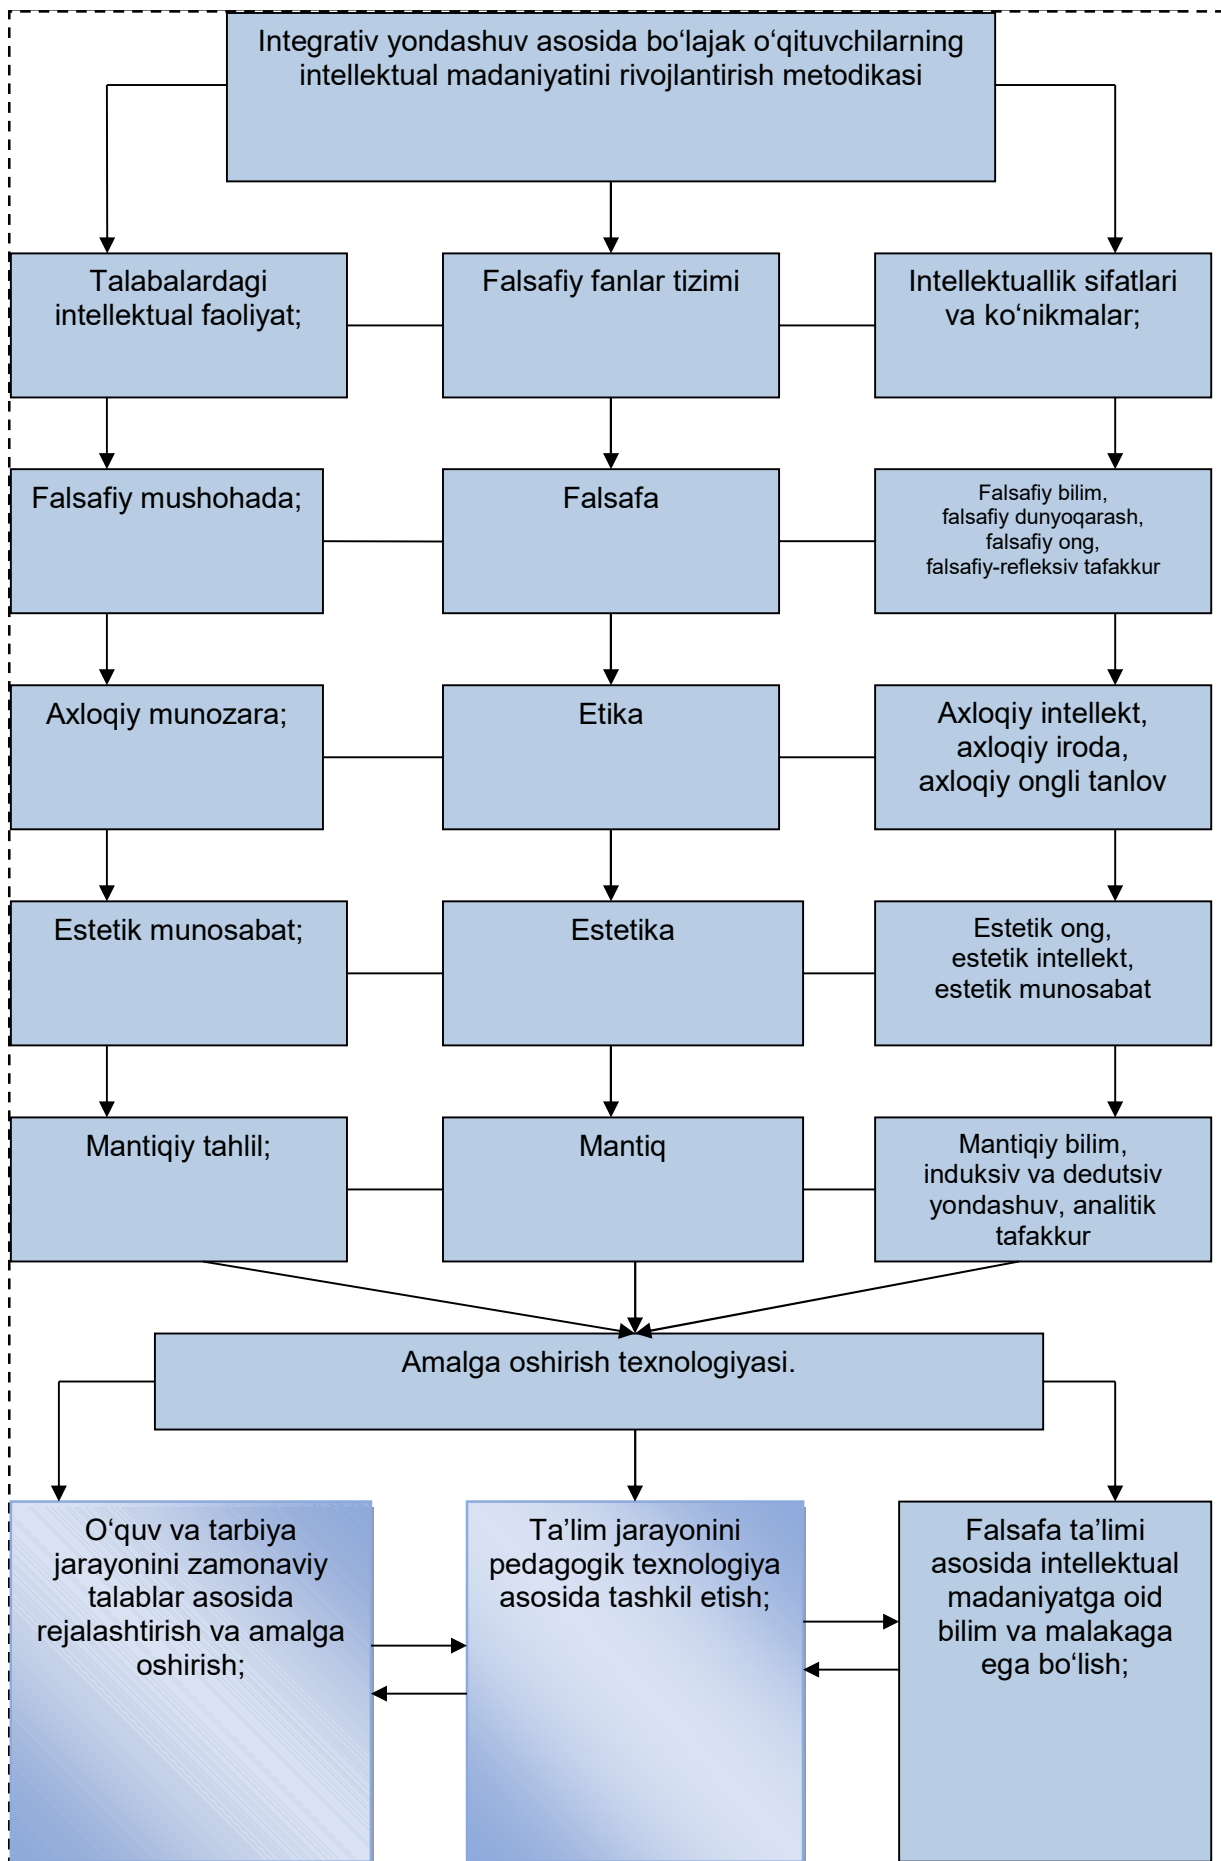 Integrativ yondashuv asosida bo‘lajak o‘qituvchilarning
intellektual madaniyatini rivojlantirish metodikasi
Talabalardagi
intellektual faoliyat;
Falsafiy fanlar tizimi
Intellektuallik sifatlari
va ko‘nikmalar;
Falsafiy mushohada;
Falsafa
Falsafiy bilim,
falsafiy dunyoqarash,
falsafiy ong,
falsafiy-refleksiv tafakkur
Axloqiy munozara;
Etika
Axloqiy intellekt,
axloqiy iroda,
axloqiy ongli tanlov
Estetik munosabat;
Estetika
Estetik ong,
estetik intellekt,
estetik munosabat
Mantiqiy tahlil;
Mantiq
Mantiqiy bilim,
induksiv va dedutsiv
yondashuv, analitik
tafakkur
Amalga oshirish texnologiyasi.
O‘quv va tarbiya
jarayonini zamonaviy
talablar asosida
rejalashtirish va amalga
oshirish;
Ta’lim jarayonini
pedagogik texnologiya
asosida tashkil etish;
Falsafa ta’limi
asosida intellektual
madaniyatga oid
bilim va malakaga
ega bo‘lish;